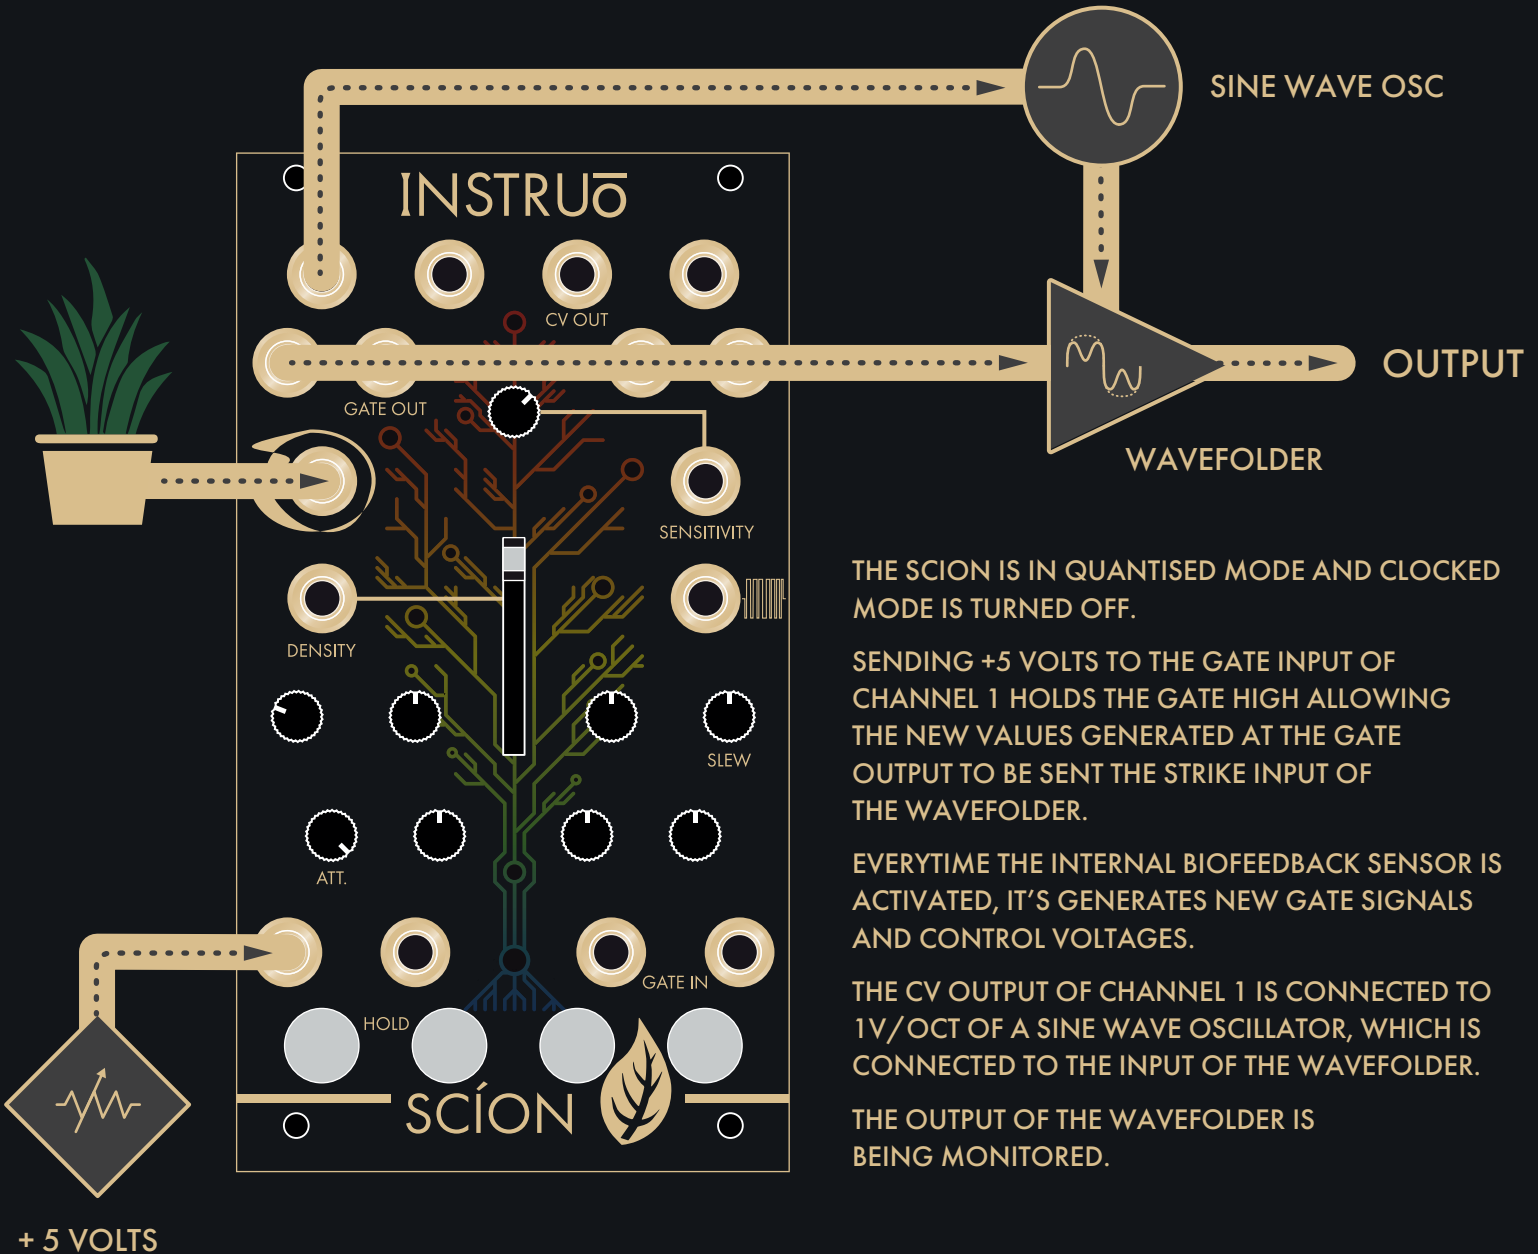 SINE WAVE OSC
INSTRUō
CV OUT
OUTPUT
GATE OUT
WAVEFOLDER
SENSITIVITY
DENSITY
SLEW
ATT.
GATE IN
HOLD
SCÍON
+ 5 VOLTS
THE SCION IS IN QUANTISED MODE AND CLOCKED
MODE IS TURNED OFF.
SENDING +5 VOLTS TO THE GATE INPUT OF
CHANNEL 1 HOLDS THE GATE HIGH ALLOWING
THE NEW VALUES GENERATED AT THE GATE
OUTPUT TO BE SENT THE STRIKE INPUT OF
THE WAVEFOLDER.
EVERYTIME THE INTERNAL BIOFEEDBACK SENSOR IS
ACTIVATED, IT’S GENERATES NEW GATE SIGNALS
AND CONTROL VOLTAGES.
THE CV OUTPUT OF CHANNEL 1 IS CONNECTED TO
1V/OCT OF A SINE WAVE OSCILLATOR, WHICH IS
CONNECTED TO THE INPUT OF THE WAVEFOLDER.
THE OUTPUT OF THE WAVEFOLDER IS
BEING MONITORED.